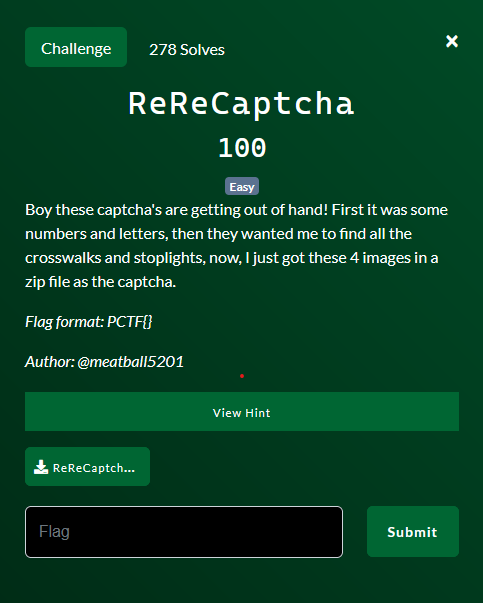 Challenge
278 Solves
×
ReReCaptcha
100
Easy
Boy these captcha's are getting out of hand! First it was some
numbers and letters, then they wanted me to find all the
crosswalks and stoplights, now, I just got these 4 images in a
zip file as the captcha.
Flag format: PCTF{}
Author: @meatball5201
View Hint
ReReCaptch...
Flag
Submit